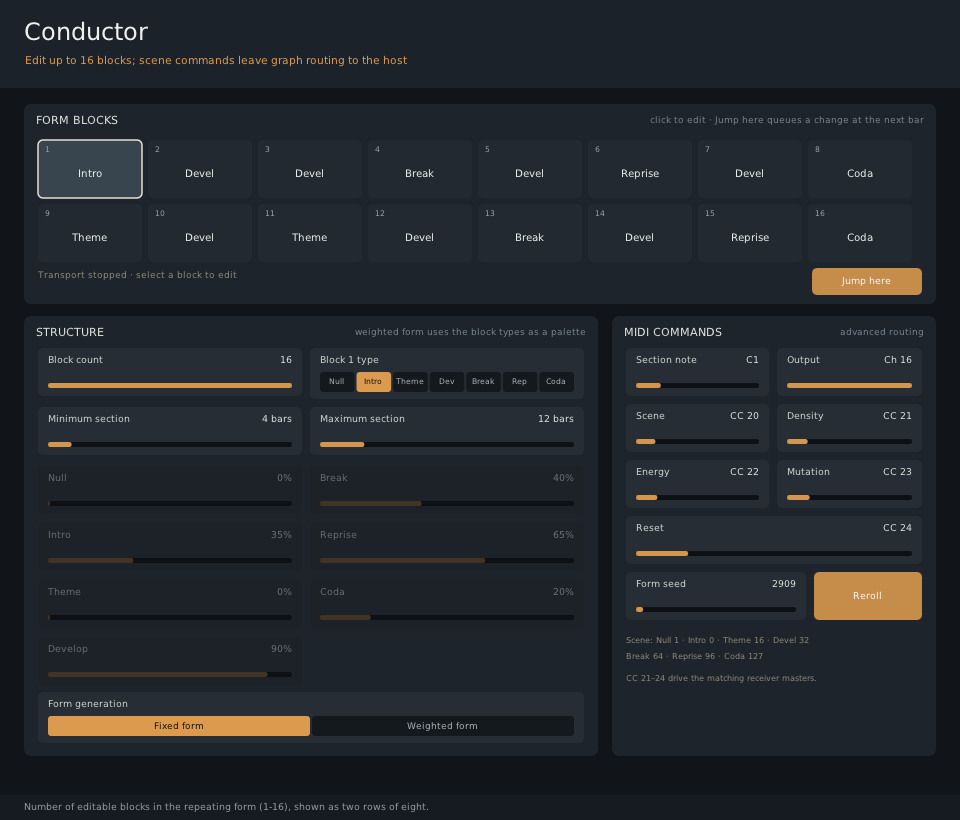 Conductor
Edit up to 16 blocks; scene commands leave graph routing to the host
FORM BLOCKS
click to edit · Jump here queues a change at the next bar
1 2 3 4 5 6 7 8
Intro Devel Devel Break Devel Reprise Devel Coda
9 10 11 12 13 14 15 16
Theme Devel Theme Devel Break Devel Reprise Coda
Transport stopped · select a block to edit
Jump here
STRUCTURE
weighted form uses the block types as a palette
Block count 16
Block 1 type
Null Intro Theme Dev Break Rep Coda
Minimum section 4 bars
Maximum section 12 bars
Null 0%
Break 40%
Intro 35%
Reprise 65%
Theme 0%
Coda 20%
Develop 90%
Form generation
Fixed form Weighted form
MIDI COMMANDS
advanced routing
Section note C1
Output Ch 16
Scene CC 20
Density CC 21
Energy CC 22
Mutation CC 23
Reset CC 24
Form seed 2909
Reroll
Scene: Null 1 · Intro 0 · Theme 16 · Devel 32
Break 64 · Reprise 96 · Coda 127
CC 21–24 drive the matching receiver masters.
Number of editable blocks in the repeating form (1-16), shown as two rows of eight.